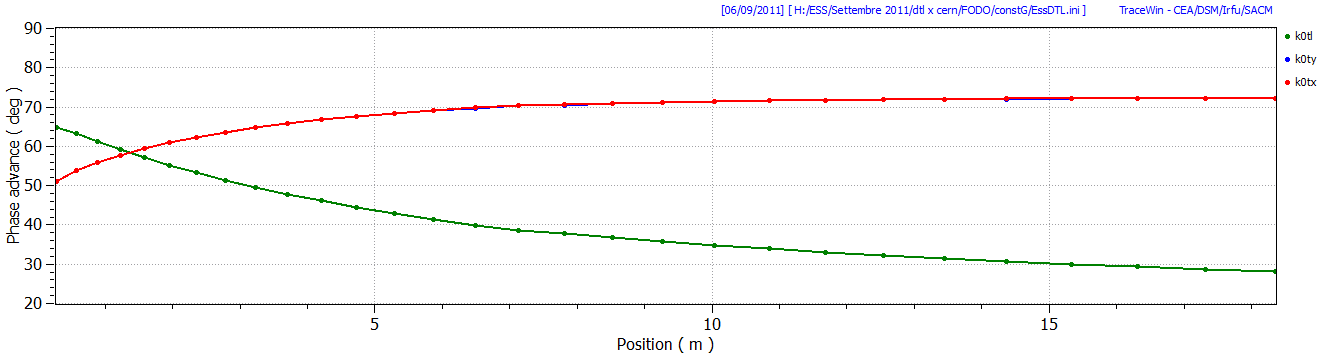 [06/09/2011] [ H:/ESS/Settembre 2011/dtl x cern/FODO/constG/EssDTL.ini ] TraceWin - CEA/DSM/Irfu/SACM
90
80
70
60
50
40
30
20
Phase advance ( deg )
5 10 15
Position ( m )
k0tl
k0ty
k0tx